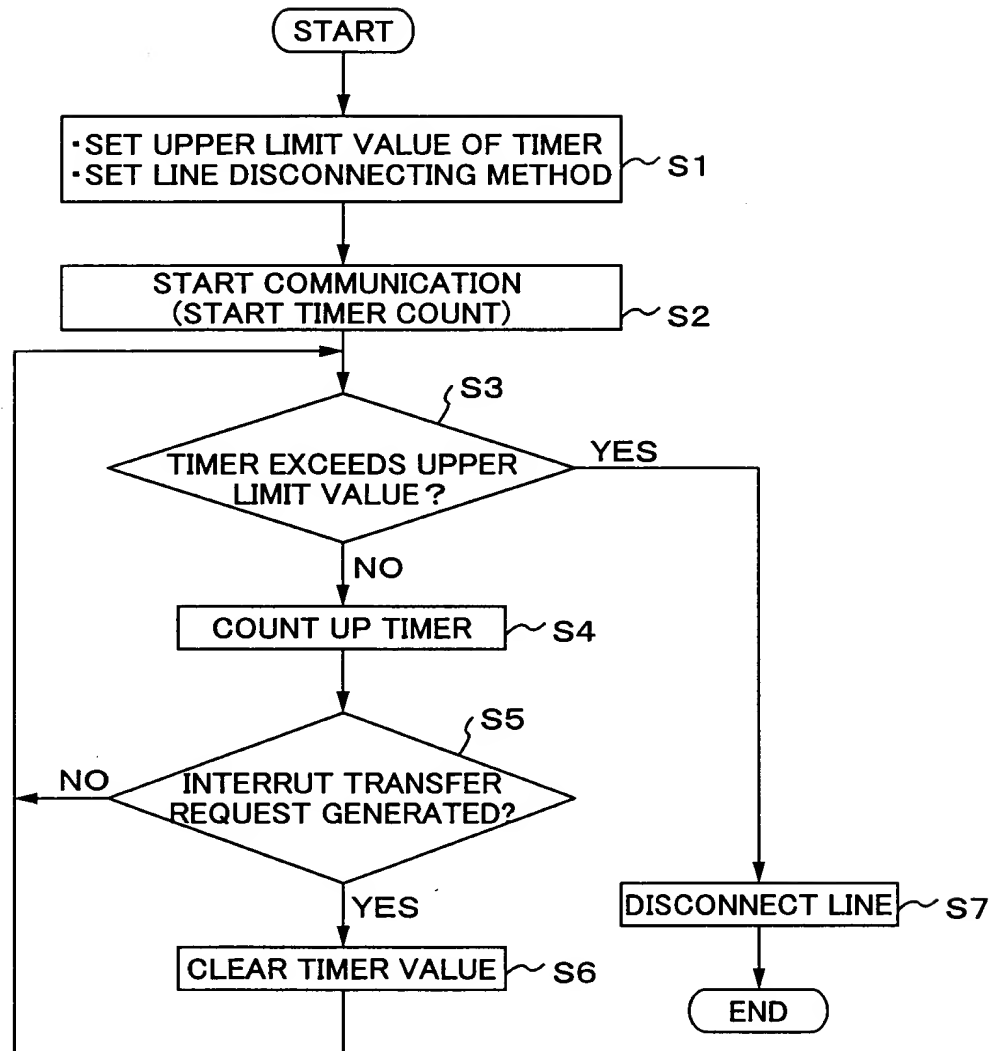 START
・SET UPPER LIMIT VALUE OF TIMER
・SET LINE DISCONNECTING METHOD
S1
START COMMUNICATION
(START TIMER COUNT)
S2
S3
TIMER EXCEEDS UPPER
LIMIT VALUE?
YES
NO
COUNT UP TIMER
S4
S5
INTERRUT TRANSFER
REQUEST GENERATED?
NO
YES
CLEAR TIMER VALUE
S6
DISCONNECT LINE
S7
END